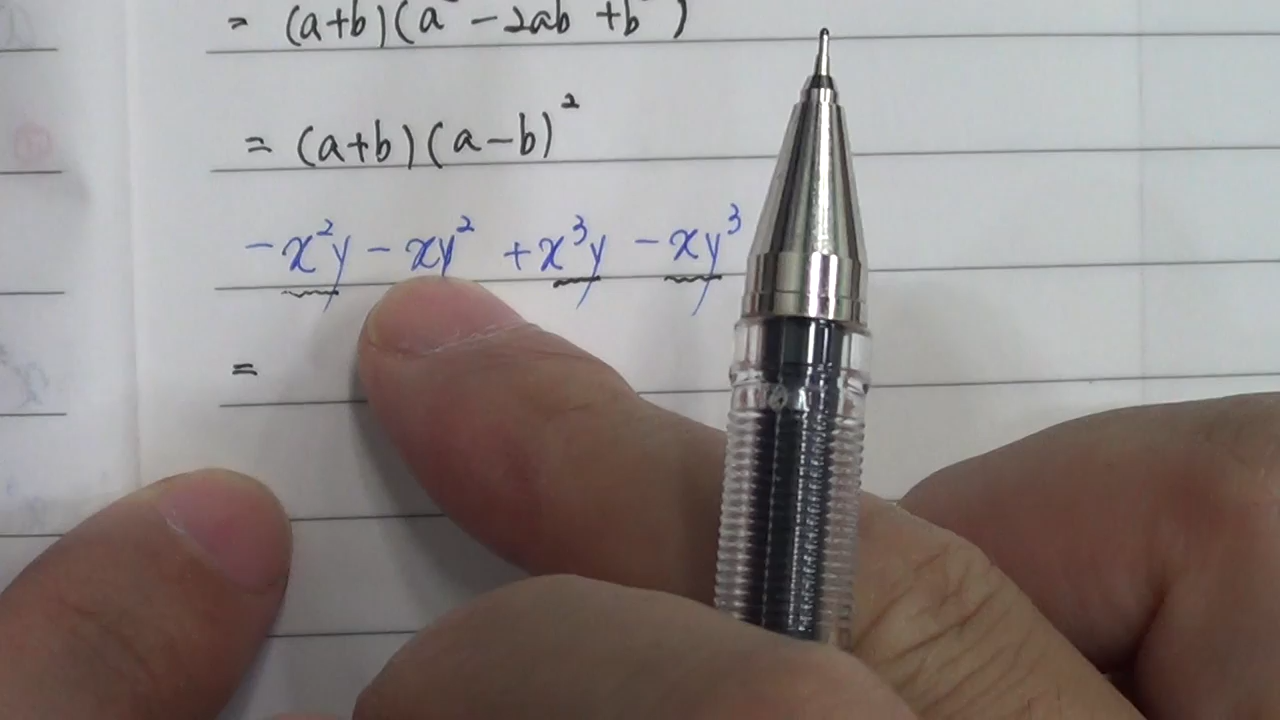 = (a+b)(a² - 2ab + b²)
= (a+b)(a-b)²
-x²y - xy² + x³y - xy³
=